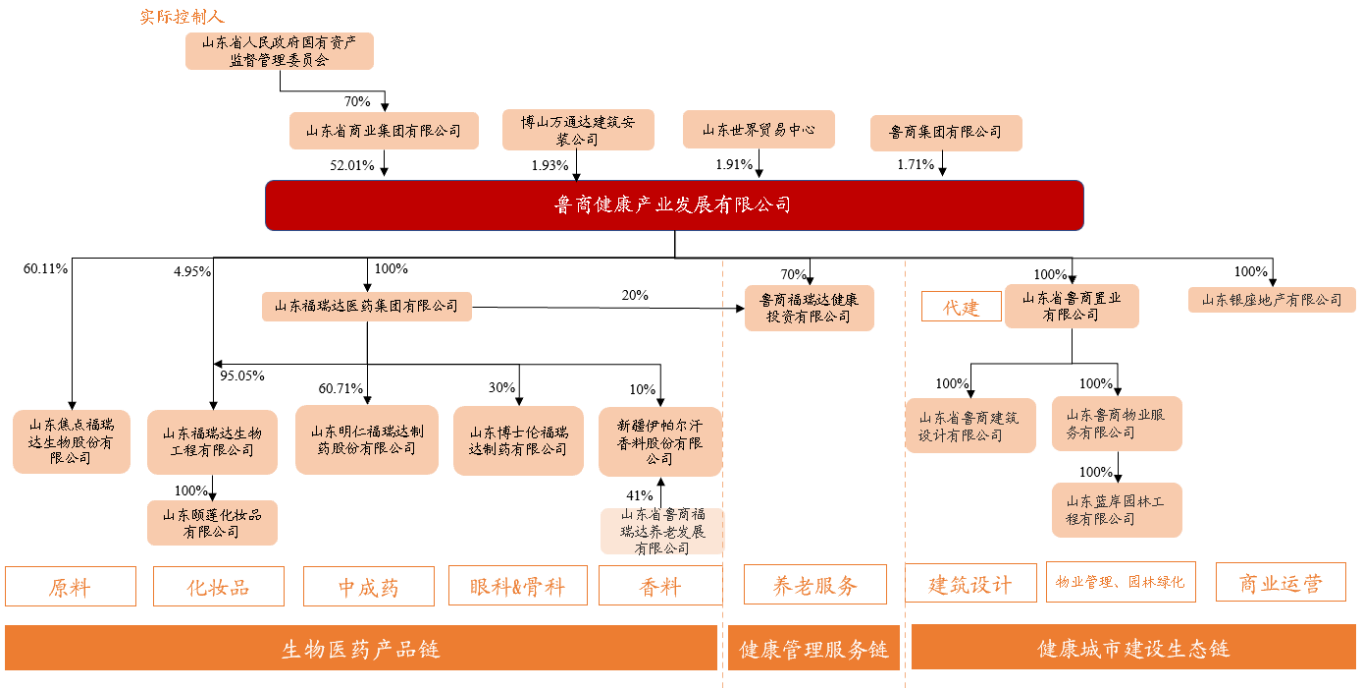 实际控制人
山东省人民政府国有资产
监督管理委员会
70%
山东省商业集团有限公司
博山万通达建筑安
装公司
山东世界贸易中心
鲁商集团有限公司
52.01%
1.93%
1.91%
1.71%
鲁商健康产业发展有限公司
60.11%
4.95%
100%
70%
100%
100%
山东福瑞达医药集团有限公司
20%
鲁商福瑞达健康
投资有限公司
代建
山东省鲁商置业
有限公司
山东银座地产有限公司
95.05%
60.71%
30%
10%
100%
100%
山东焦点福瑞
达生物股份有
限公司
山东福瑞达生物
工程有限公司
山东明仁福瑞达制
药股份有限公司
山东博士伦福瑞
达制药有限公司
新疆伊帕尔汗
香料股份有限
公司
山东省鲁商建筑
设计有限公司
山东鲁商物业服
务有限公司
100%
41%
100%
山东颐莲化妆品
有限公司
山东省鲁商福
瑞达养老发展
有限公司
山东蓝岸园林工
程有限公司
原料
化妆品
中成药
眼科&骨科
香料
养老服务
建筑设计
物业管理、园林绿化
商业运营
生物医药产品链
健康管理服务链
健康城市建设生态链